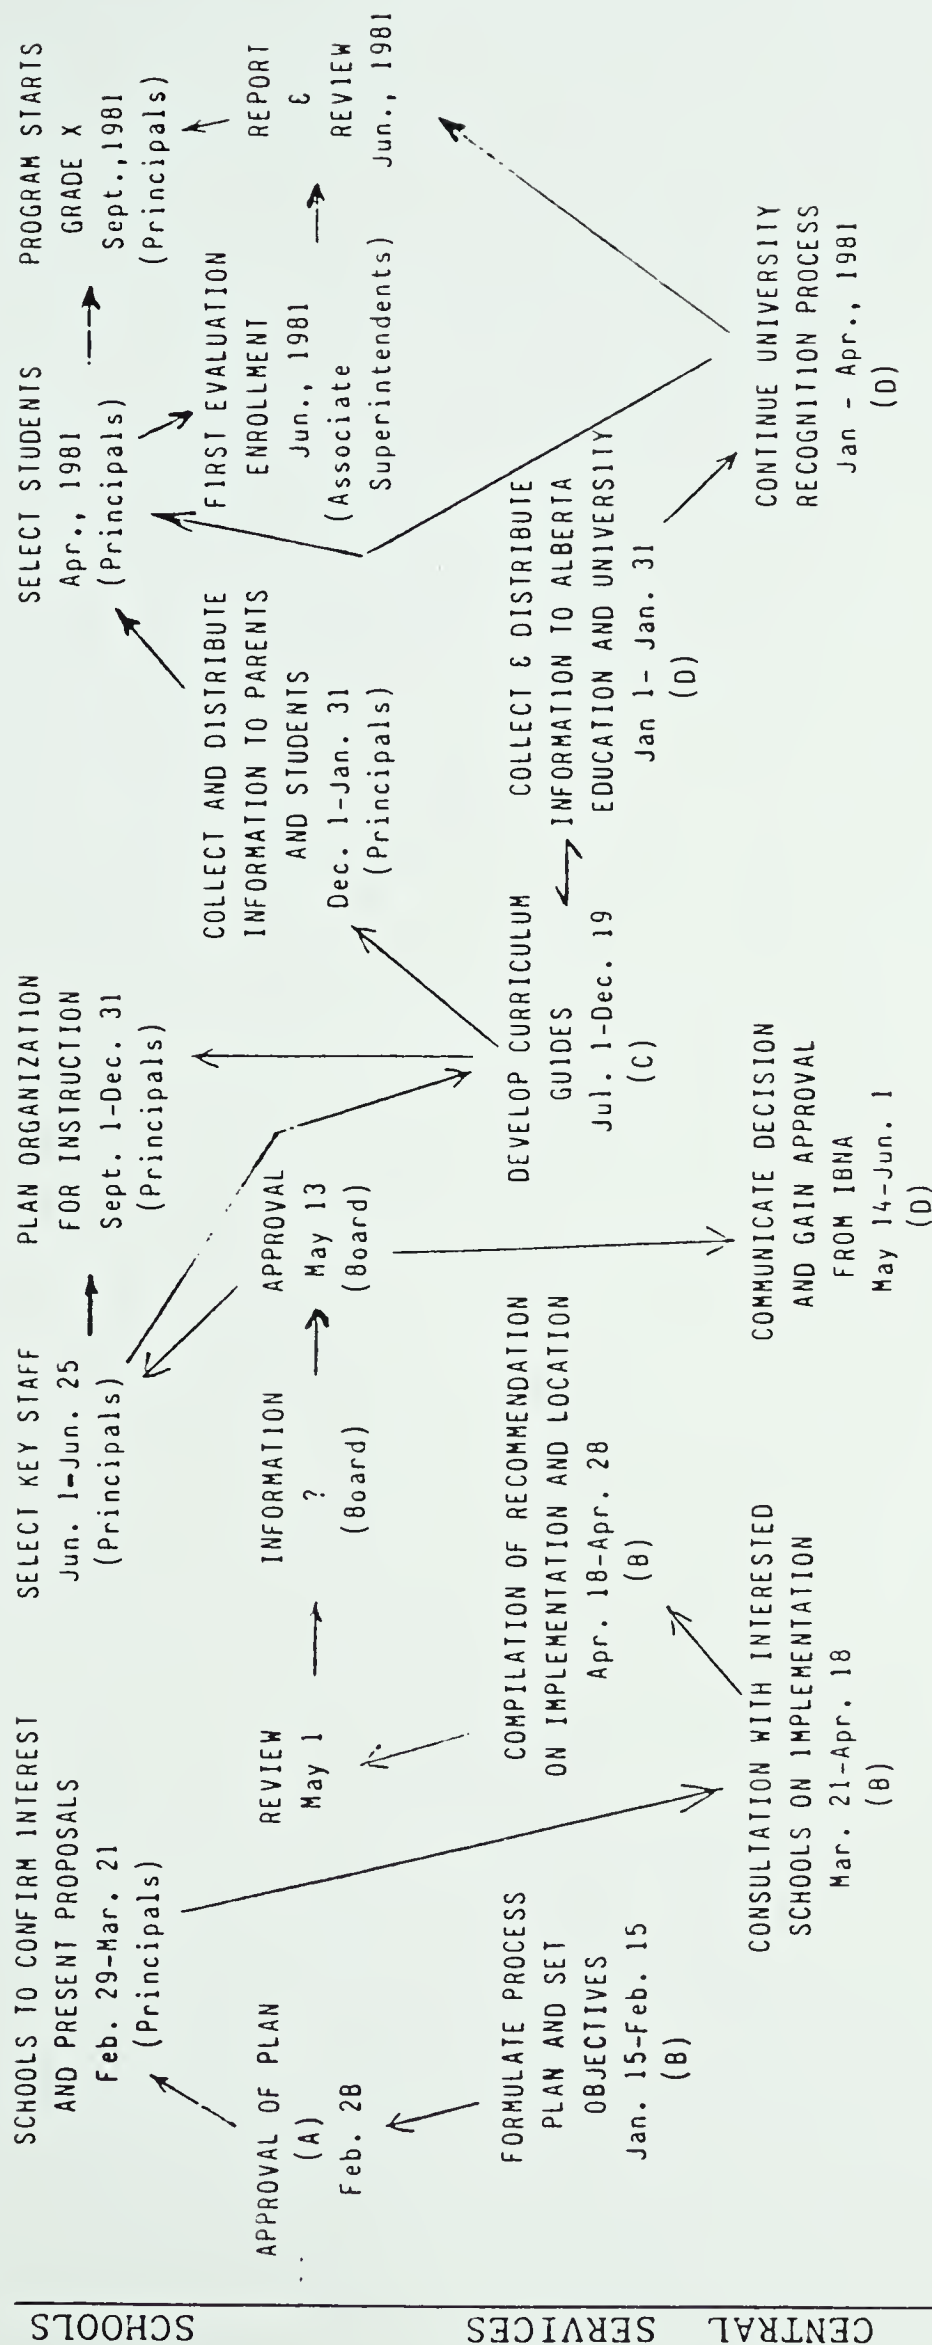 SCHOOLS TO CONFIRM INTEREST
AND PRESENT PROPOSALS
Feb. 29-Mar. 21
(Principals)
SELECT KEY STAFF
Jun. 1-Jun. 25
(Principals)
PLAN ORGANIZATION
FOR INSTRUCTION
Sept. 1-Dec. 31
(Principals)
SELECT STUDENTS
Apr., 1981
(Principals)
PROGRAM STARTS
GRADE X
Sept.,1981
(Principals)
APPROVAL OF PLAN
(A)
Feb. 2B
REVIEW
May 1
INFORMATION
?
(Board)
APPROVAL
May 13
(Board)
COLLECT AND DISTRIBUTE
INFORMATION TO PARENTS
AND STUDENTS
Dec. 1-Jan. 31
(Principals)
FIRST EVALUATION
ENROLLMENT
Jun., 1981
(Associate
Superintendents)
REPORT
&
REVIEW
Jun., 1981
FORMULATE PROCESS
PLAN AND SET
OBJECTIVES
Jan. 15-Feb. 15
(B)
COMPILATION OF RECOMMENDATION
ON IMPLEMENTATION AND LOCATION
Apr. 18-Apr. 28
(B)
DEVELOP CURRICULUM
GUIDES
Jul. 1-Dec. 19
(C)
COLLECT & DISTRIBUTE
INFORMATION TO ALBERTA
EDUCATION AND UNIVERSITY
Jan 1- Jan. 31
(D)
CONSULTATION WITH INTERESTED
SCHOOLS ON IMPLEMENTATION
Mar. 21-Apr. 18
(B)
COMMUNICATE DECISION
AND GAIN APPROVAL
FROM IBNA
May 14-Jun. 1
(D)
CONTINUE UNIVERSITY
RECOGNITION PROCESS
Jan - Apr., 1981
(D)
SCHOOLS
CENTRAL SERVICES